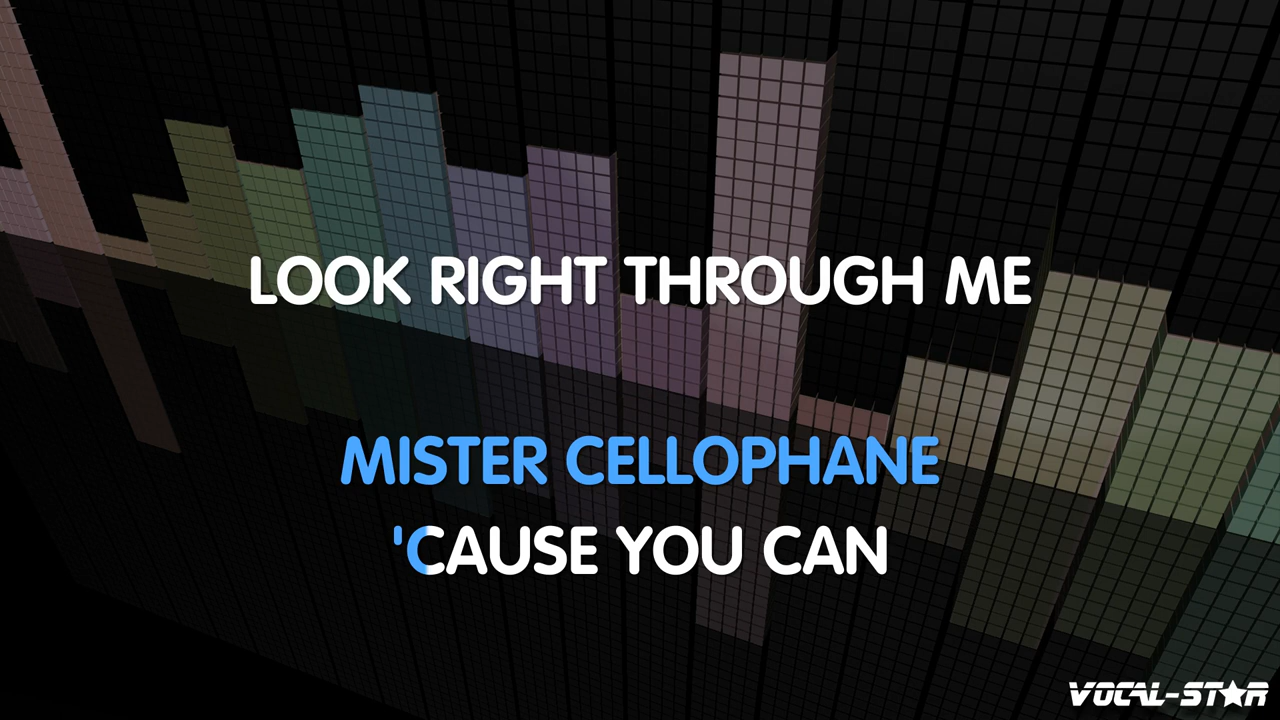 LOOK RIGHT THROUGH ME
MISTER CELLOPHANE
'CAUSE YOU CAN
VOCAL-STAR